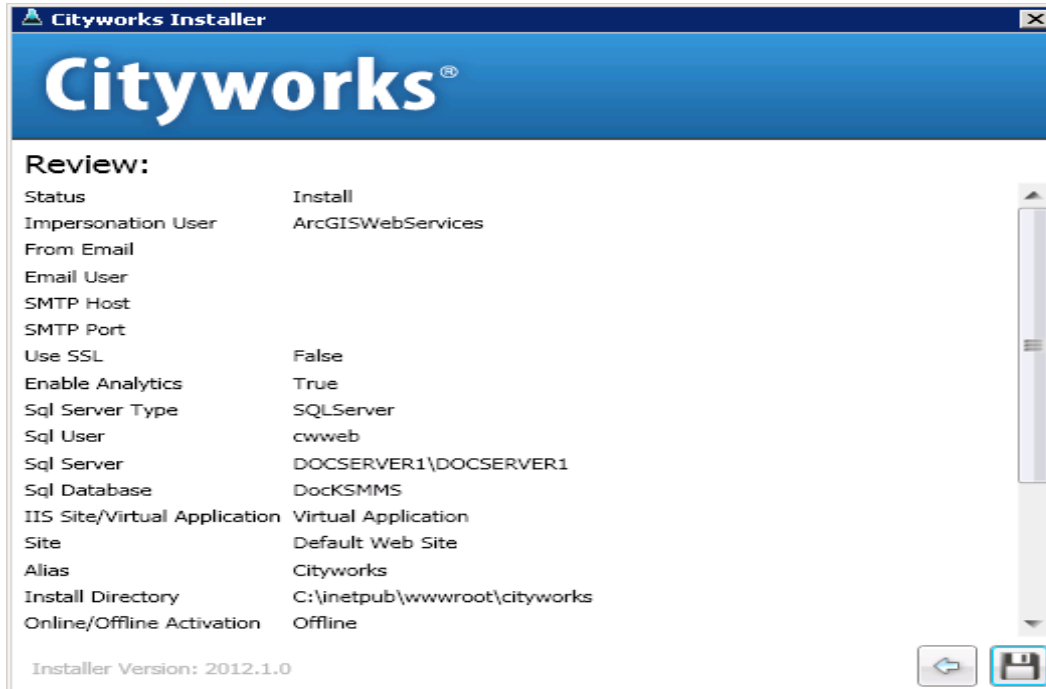 Cityworks Installer
Cityworks®
Review:
Status Install
Impersonation User ArcGISWebServices
From Email
Email User
SMTP Host
SMTP Port
Use SSL False
Enable Analytics True
Sql Server Type SQLServer
Sql User cwweb
Sql Server DOCSERVER1\DOCSERVER1
Sql Database DocKSMMS
IIS Site/Virtual Application Virtual Application
Site Default Web Site
Alias Cityworks
Install Directory C:\inetpub\wwwroot\cityworks
Online/Offline Activation Offline
Installer Version: 2012.1.0